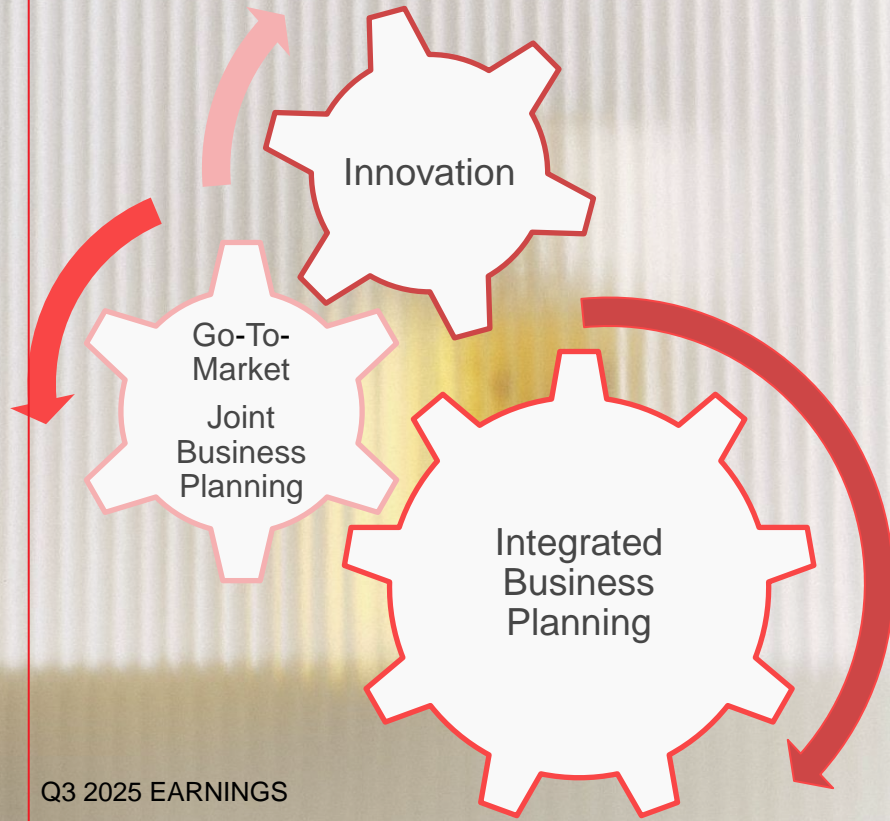 Innovation
Go-To-
Market
Joint
Business
Planning
Integrated
Business
Planning
Q3 2025 EARNINGS